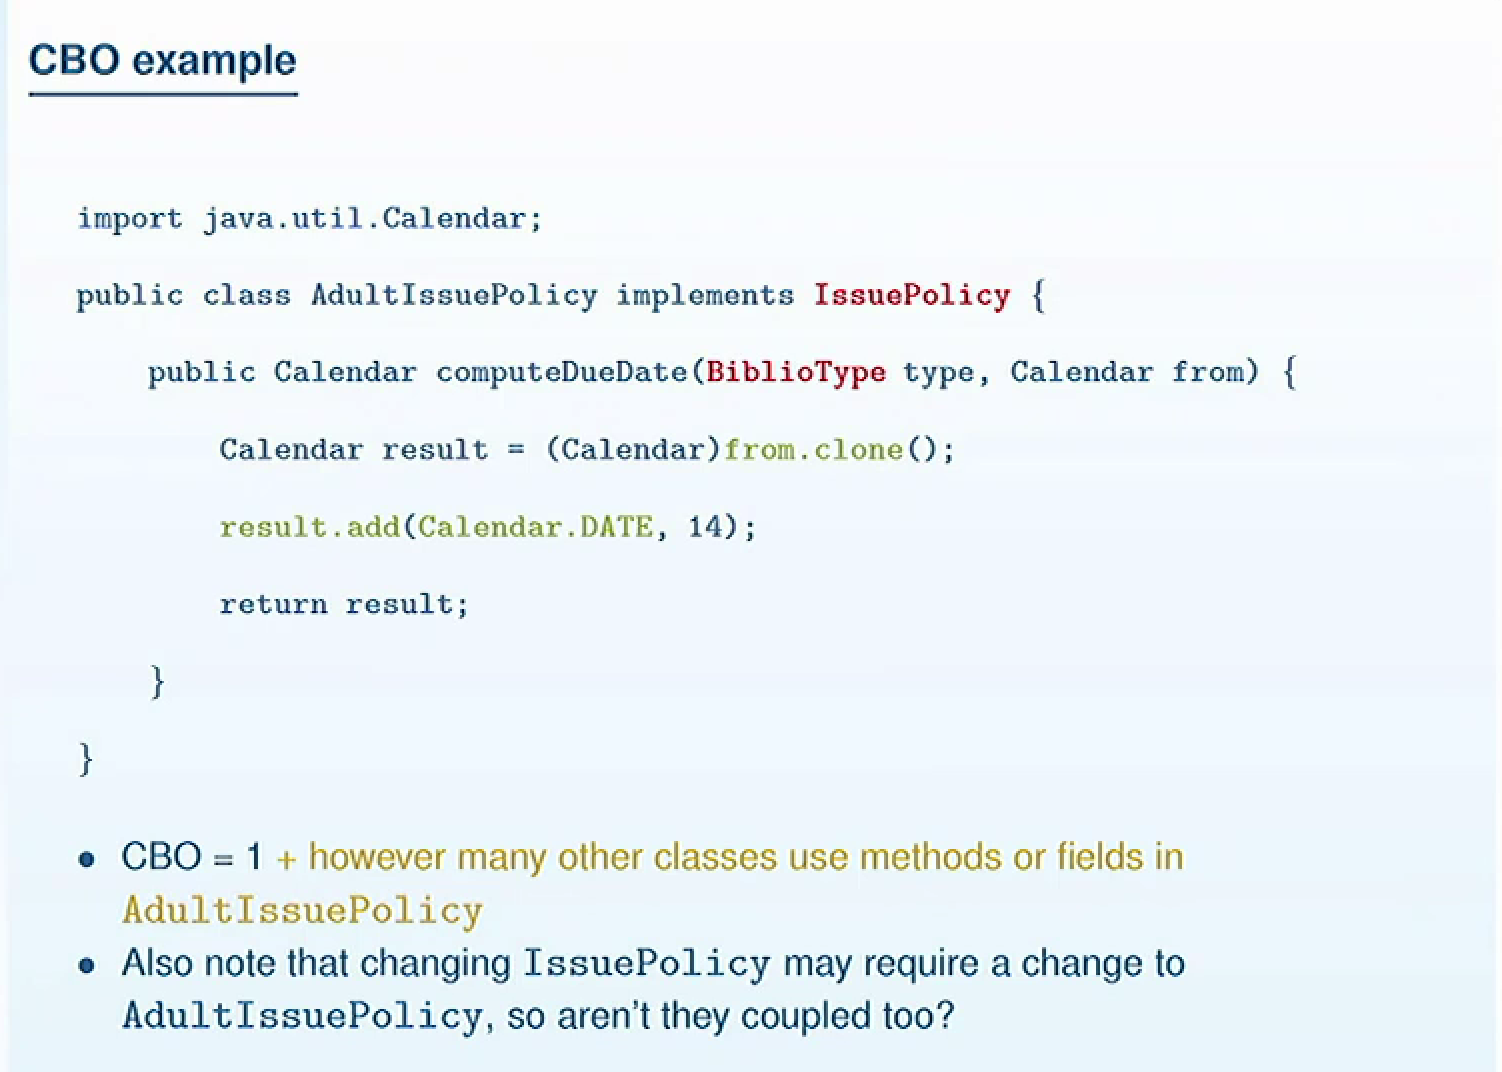 CBO example
import java.util.Calendar;
public class AdultIssuePolicy implements IssuePolicy {
public Calendar computeDueDate(BiblioType type, Calendar from) {
Calendar result = (Calendar)from.clone();
result.add(Calendar.DATE, 14);
return result;
}
}
• CBO = 1 + however many other classes use methods or fields in
AdultIssuePolicy
• Also note that changing IssuePolicy may require a change to
AdultIssuePolicy, so aren't they coupled too?